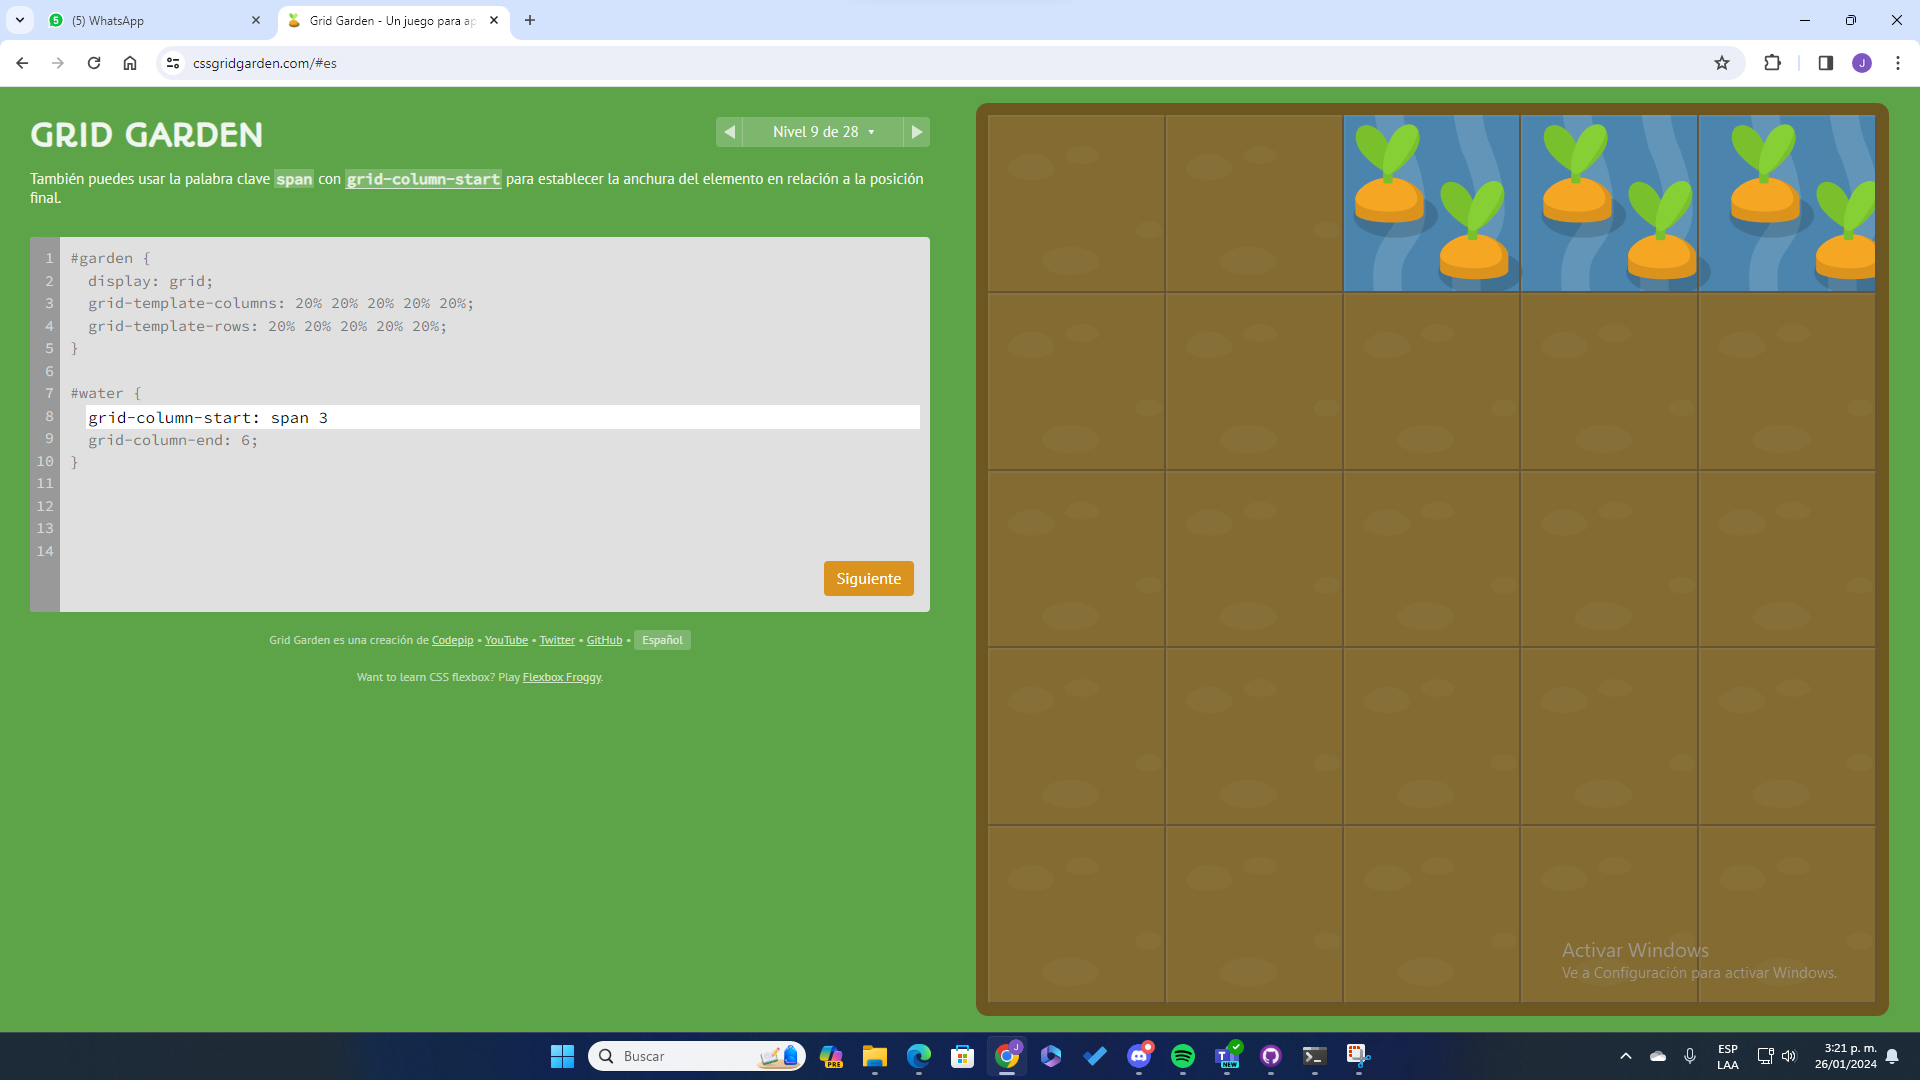 (5) WhatsApp
Grid Garden - Un juego para ap
cssgridgarden.com/#es
J
GRID GARDEN
Nivel 9 de 28
También puedes usar la palabra clave span con grid-column-start para establecer la anchura del elemento en relación a la posición
final.
1 #garden {
2 display: grid;
3 grid-template-columns: 20% 20% 20% 20% 20%;
4 grid-template-rows: 20% 20% 20% 20% 20%;
5 }
6
7 #water {
8 grid-column-start: span 3
9 grid-column-end: 6;
10 }
11
12
13
14
Siguiente
Grid Garden es una creación de Codepip • YouTube • Twitter • GitHub • Español
Want to learn CSS flexbox? Play Flexbox Froggy.
Activar Windows
Ve a Configuración para activar Windows.
Buscar
PRE
J
NEW
ESP
LAA
3:21 p. m.
26/01/2024